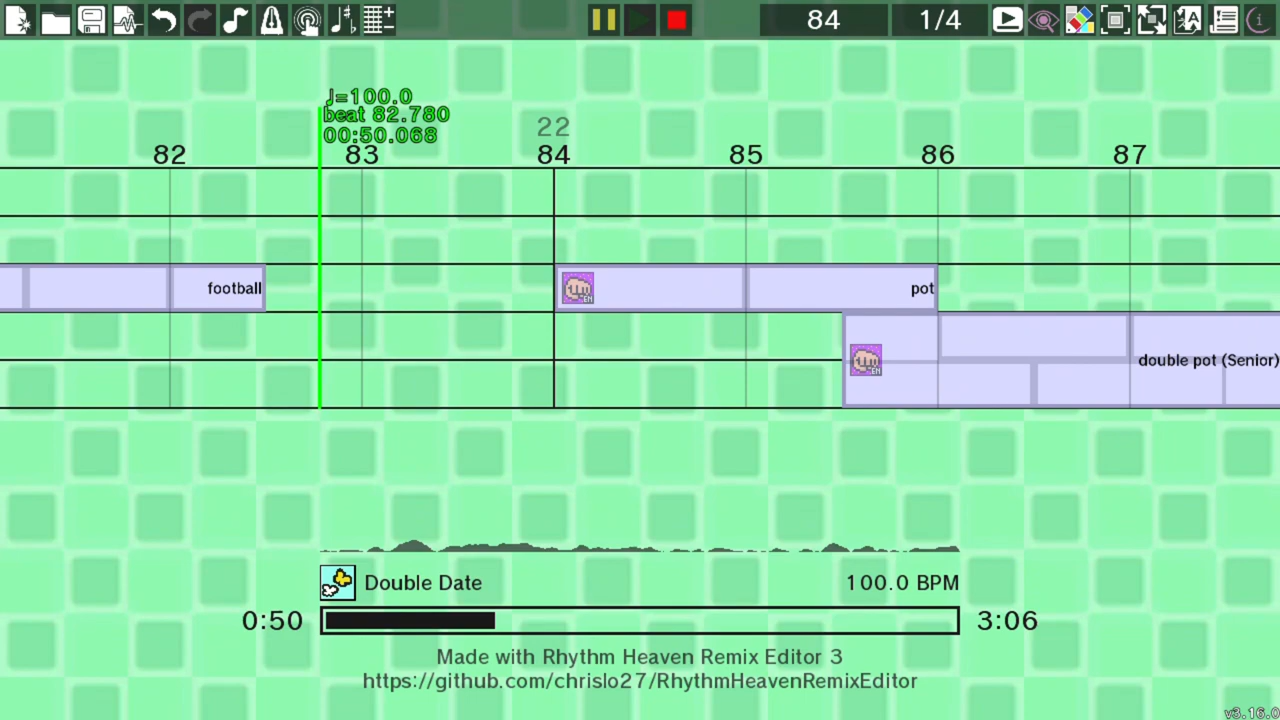 84
1/4
♩=100.0
beat 82.780
00:50.068
22
82
83
84
85
86
87
football
pot
double pot (Senior)
Double Date
100.0 BPM
0:50
3:06
Made with Rhythm Heaven Remix Editor 3
https://github.com/chrislo27/RhythmHeavenRemixEditor
v3.16.0